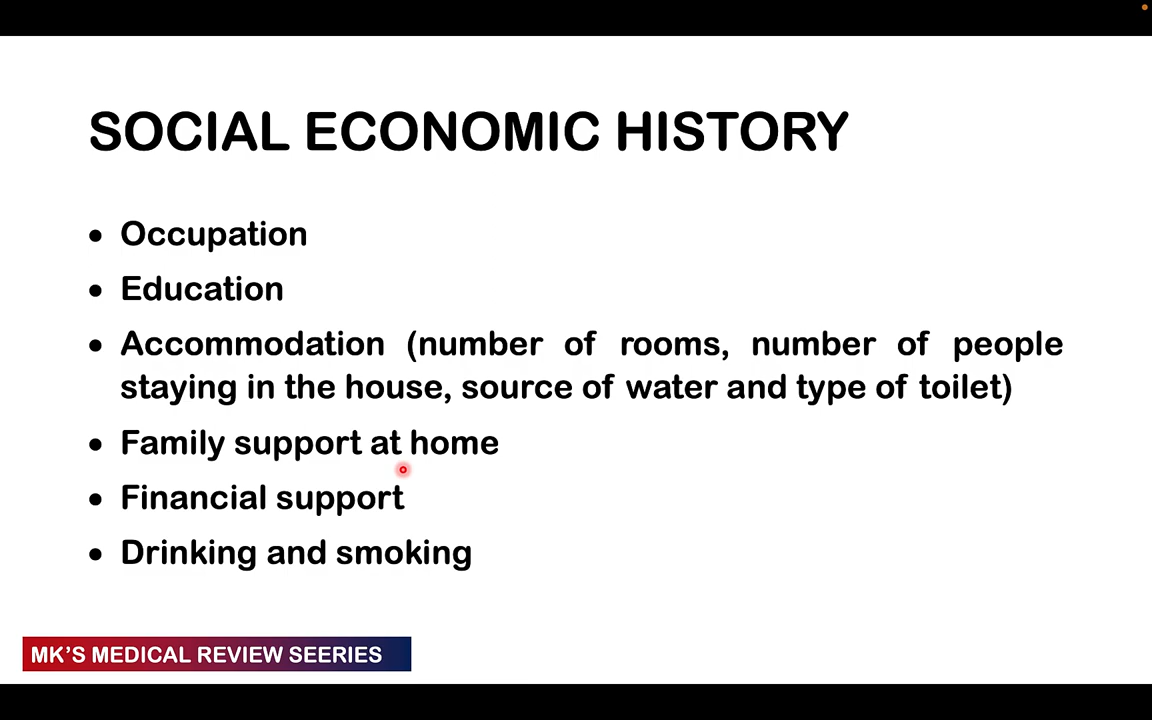 SOCIAL ECONOMIC HISTORY
• Occupation
• Education
• Accommodation (number of rooms, number of people
staying in the house, source of water and type of toilet)
• Family support at home
• Financial support
• Drinking and smoking
MK'S MEDICAL REVIEW SEERIES